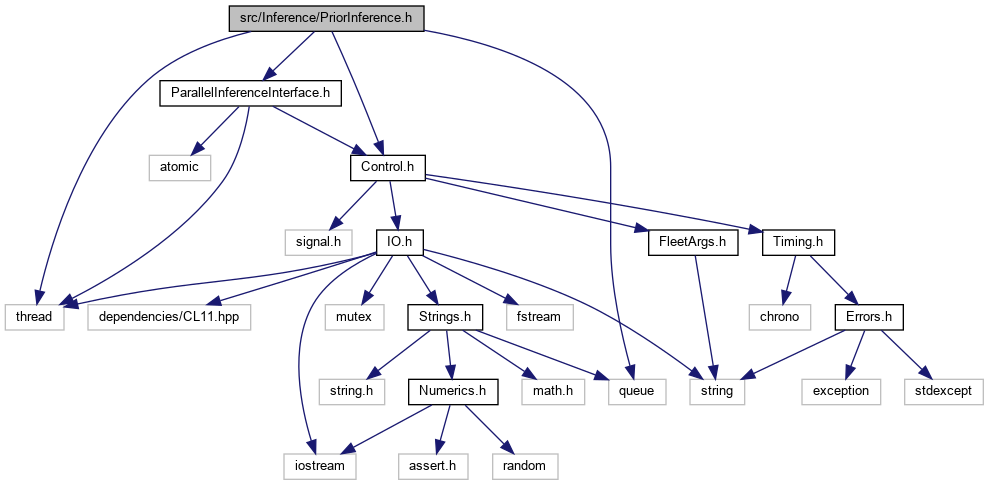 src/Inference/PriorInference.h
ParallelInferenceInterface.h
atomic
Control.h
signal.h
IO.h
FleetArgs.h
Timing.h
thread
dependencies/CL11.hpp
mutex
Strings.h
fstream
chrono
Errors.h
string.h
Numerics.h
math.h
queue
string
exception
stdexcept
iostream
assert.h
random